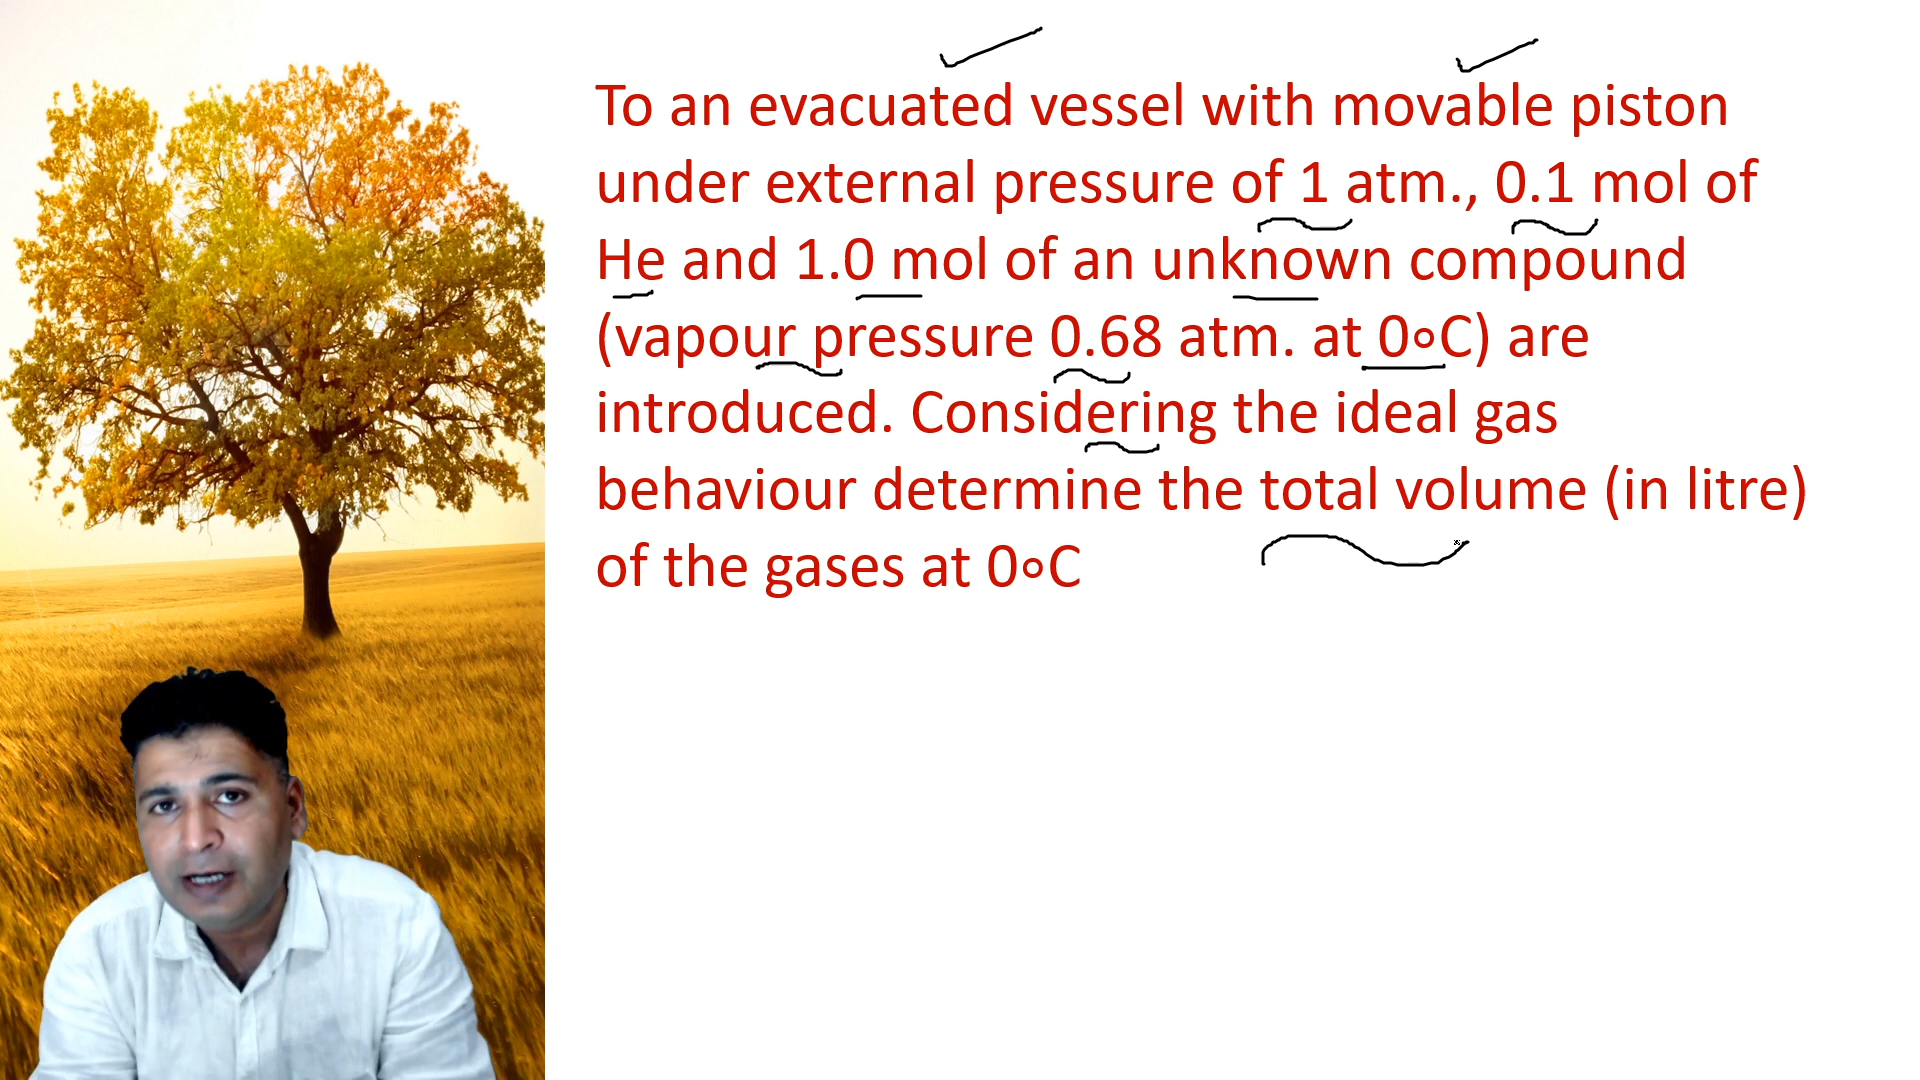 To an evacuated vessel with movable piston
under external pressure of 1 atm., 0.1 mol of
He and 1.0 mol of an unknown compound
(vapour pressure 0.68 atm. at 0∘C) are
introduced. Considering the ideal gas
behaviour determine the total volume (in litre)
of the gases at 0∘C